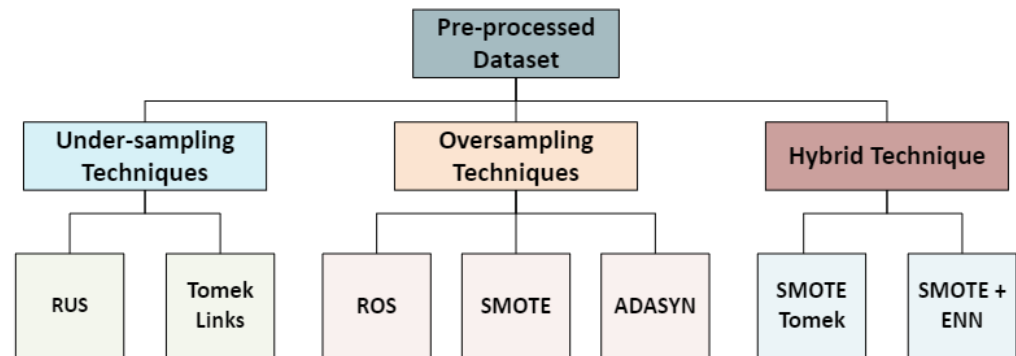 Pre-processed
Dataset
Under-sampling
Techniques
Oversampling
Techniques
Hybrid Technique
RUS
Tomek
Links
ROS
SMOTE
ADASYN
SMOTE
Tomek
SMOTE +
ENN